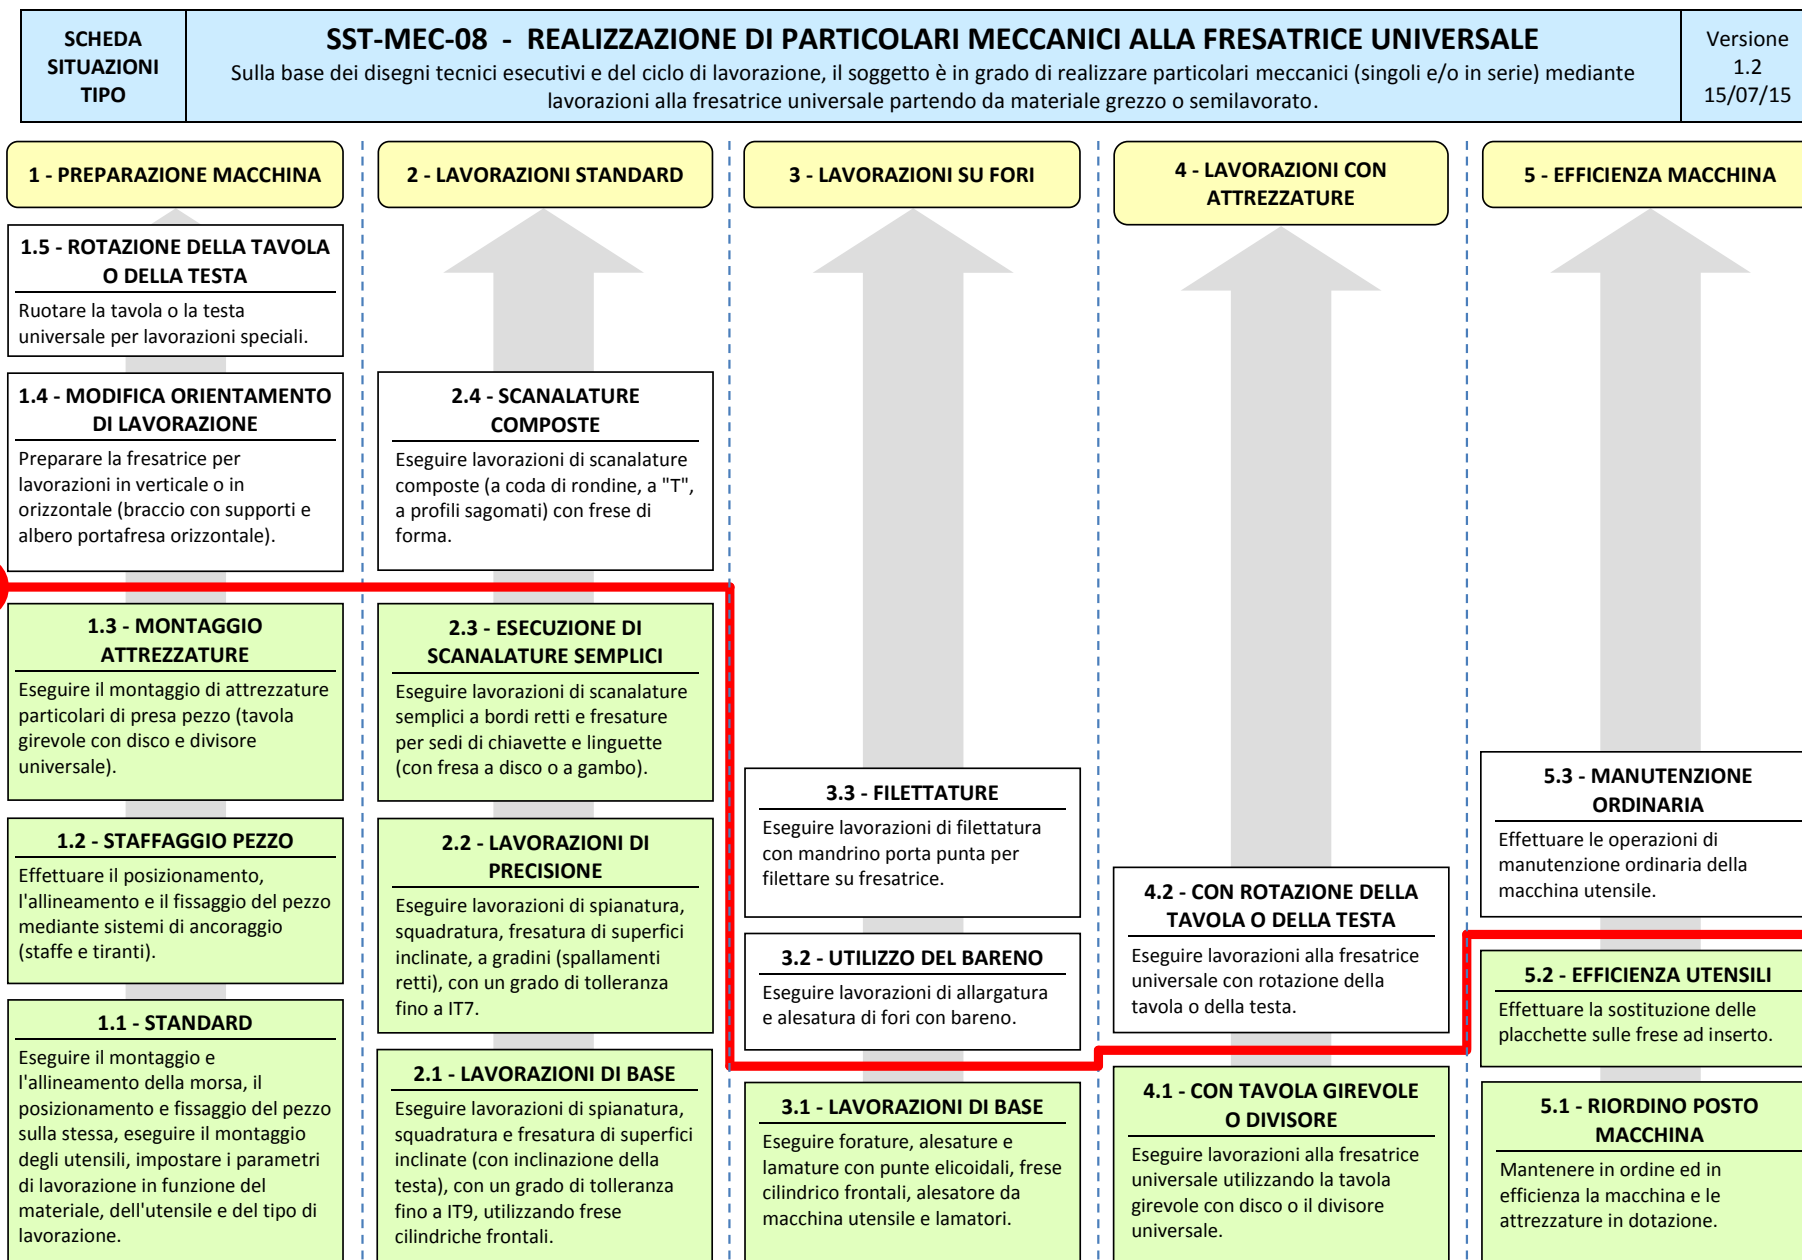 SCHEDA
SITUAZIONI
TIPO
SST-MEC-08 - REALIZZAZIONE DI PARTICOLARI MECCANICI ALLA FRESATRICE UNIVERSALE
Sulla base dei disegni tecnici esecutivi e del ciclo di lavorazione, il soggetto è in grado di realizzare particolari meccanici (singoli e/o in serie) mediante
lavorazioni alla fresatrice universale partendo da materiale grezzo o semilavorato.
Versione
1.2
15/07/15
1 - PREPARAZIONE MACCHINA
1.5 - ROTAZIONE DELLA TAVOLA
O DELLA TESTA
Ruotare la tavola o la testa
universale per lavorazioni speciali.
1.4 - MODIFICA ORIENTAMENTO
DI LAVORAZIONE
Preparare la fresatrice per
lavorazioni in verticale o in
orizzontale (braccio con supporti e
albero portafresa orizzontale).
1.3 - MONTAGGIO
ATTREZZATURE
Eseguire il montaggio di attrezzature
particolari di presa pezzo (tavola
girevole con disco e divisore
universale).
1.2 - STAFFAGGIO PEZZO
Effettuare il posizionamento,
l'allineamento e il fissaggio del pezzo
mediante sistemi di ancoraggio
(staffe e tiranti).
1.1 - STANDARD
Eseguire il montaggio e
l'allineamento della morsa, il
posizionamento e fissaggio del pezzo
sulla stessa, eseguire il montaggio
degli utensili, impostare i parametri
di lavorazione in funzione del
materiale, dell'utensile e del tipo di
lavorazione.
2 - LAVORAZIONI STANDARD
2.4 - SCANALATURE
COMPOSTE
Eseguire lavorazioni di scanalature
composte (a coda di rondine, a "T",
a profili sagomati) con frese di
forma.
2.3 - ESECUZIONE DI
SCANALATURE SEMPLICI
Eseguire lavorazioni di scanalature
semplici a bordi retti e fresature
per sedi di chiavette e linguette
(con fresa a disco o a gambo).
2.2 - LAVORAZIONI DI
PRECISIONE
Eseguire lavorazioni di spianatura,
squadratura, fresatura di superfici
inclinate, a gradini (spallamenti
retti), con un grado di tolleranza
fino a IT7.
2.1 - LAVORAZIONI DI BASE
Eseguire lavorazioni di spianatura,
squadratura e fresatura di superfici
inclinate (con inclinazione della
testa), con un grado di tolleranza
fino a IT9, utilizzando frese
cilindriche frontali.
3 - LAVORAZIONI SU FORI
3.3 - FILETTATURE
Eseguire lavorazioni di filettatura
con mandrino porta punta per
filettare su fresatrice.
3.2 - UTILIZZO DEL BARENO
Eseguire lavorazioni di allargatura
e alesatura di fori con bareno.
3.1 - LAVORAZIONI DI BASE
Eseguire forature, alesature e
lamature con punte elicoidali, frese
cilindrico frontali, alesatore da
macchina utensile e lamatori.
4 - LAVORAZIONI CON
ATTREZZATURE
4.2 - CON ROTAZIONE DELLA
TAVOLA O DELLA TESTA
Eseguire lavorazioni alla fresatrice
universale con rotazione della
tavola o della testa.
4.1 - CON TAVOLA GIREVOLE
O DIVISORE
Eseguire lavorazioni alla fresatrice
universale utilizzando la tavola
girevole con disco o il divisore
universale.
5 - EFFICIENZA MACCHINA
5.3 - MANUTENZIONE
ORDINARIA
Effettuare le operazioni di
manutenzione ordinaria della
macchina utensile.
5.2 - EFFICIENZA UTENSILI
Effettuare la sostituzione delle
placchette sulle frese ad inserto.
5.1 - RIORDINO POSTO
MACCHINA
Mantenere in ordine ed in
efficienza la macchina e le
attrezzature in dotazione.